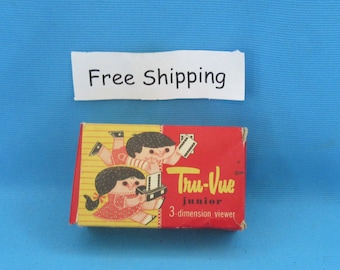 Free Shipping
Tru-Vue
junior
3-dimension viewer